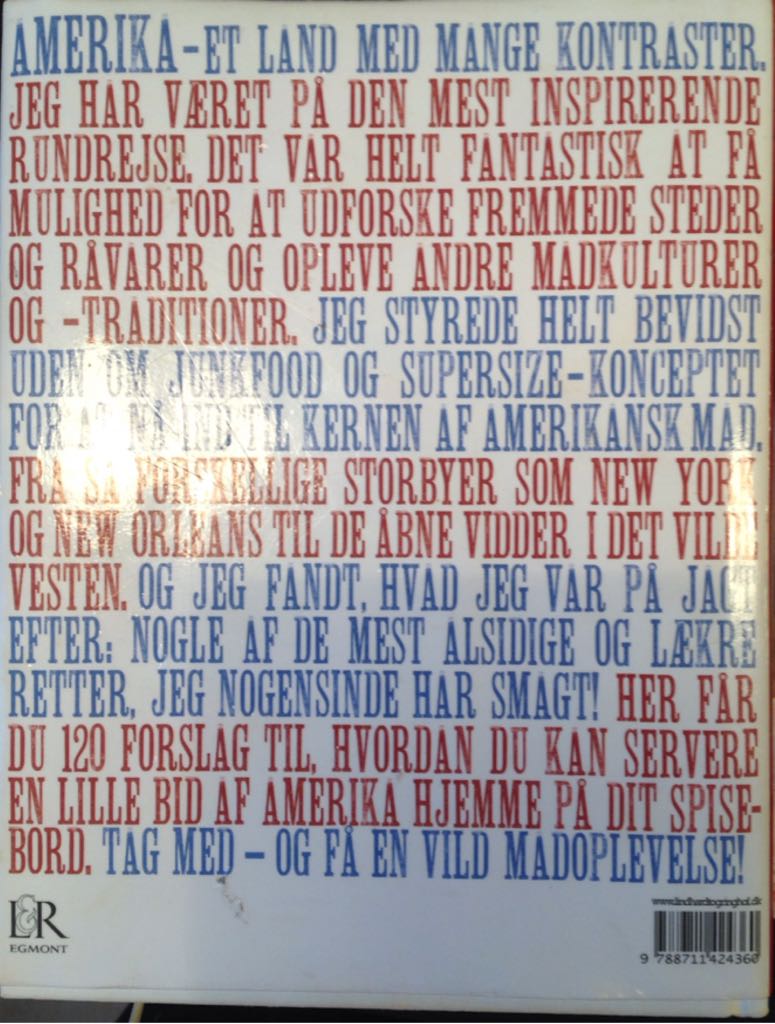 AMERIKA – ET LAND MED MANGE KONTRASTER.
JEG HAR VÆRET PÅ DEN MEST INSPIRERENDE
RUNDREJSE. DET VAR HELT FANTASTISK AT FÅ
MULIGHED FOR AT UDFORSKE FREMMEDE STEDER
OG RÅVARER OG OPLEVE ANDRE MADKULTURER
OG -TRADITIONER. JEG STYREDE HELT BEVIDST
UDEN OM JUNKFOOD OG SUPERSIZE-KONCEPTET
FOR AT NÅ IND TIL KERNEN AF AMERIKANSK MAD.
FRA SÅ FORSKELLIGE STORBYER SOM NEW YORK
OG NEW ORLEANS TIL DE ÅBNE VIDDER I DET VILDE
VESTEN. OG JEG FANDT, HVAD JEG VAR PÅ JAGT
EFTER: NOGLE AF DE MEST ALSIDIGE OG LÆKRE
RETTER, JEG NOGENSINDE HAR SMAGT! HER FÅR
DU 120 FORSLAG TIL, HVORDAN DU KAN SERVERE
EN LILLE BID AF AMERIKA HJEMME PÅ DIT SPISE-
BORD. TAG MED – OG FÅ EN VILD MADOPLEVELSE!
L&R
EGMONT
www.lindhardtogringhof.dk
9 788711 424360